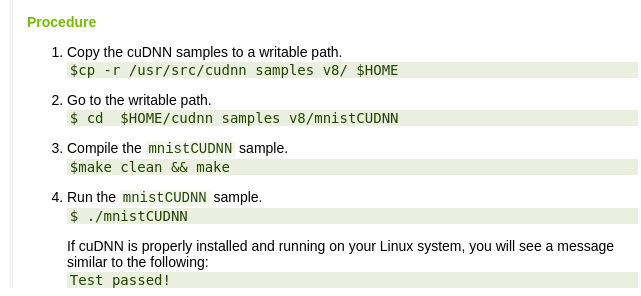 Procedure
1. Copy the cuDNN samples to a writable path.
$cp -r /usr/src/cudnn samples v8/ $HOME
2. Go to the writable path.
$ cd  $HOME/cudnn samples v8/mnistCUDNN
3. Compile the mnistCUDNN sample.
$make clean && make
4. Run the mnistCUDNN sample.
$ ./mnistCUDNN
If cuDNN is properly installed and running on your Linux system, you will see a message
similar to the following:
Test passed!